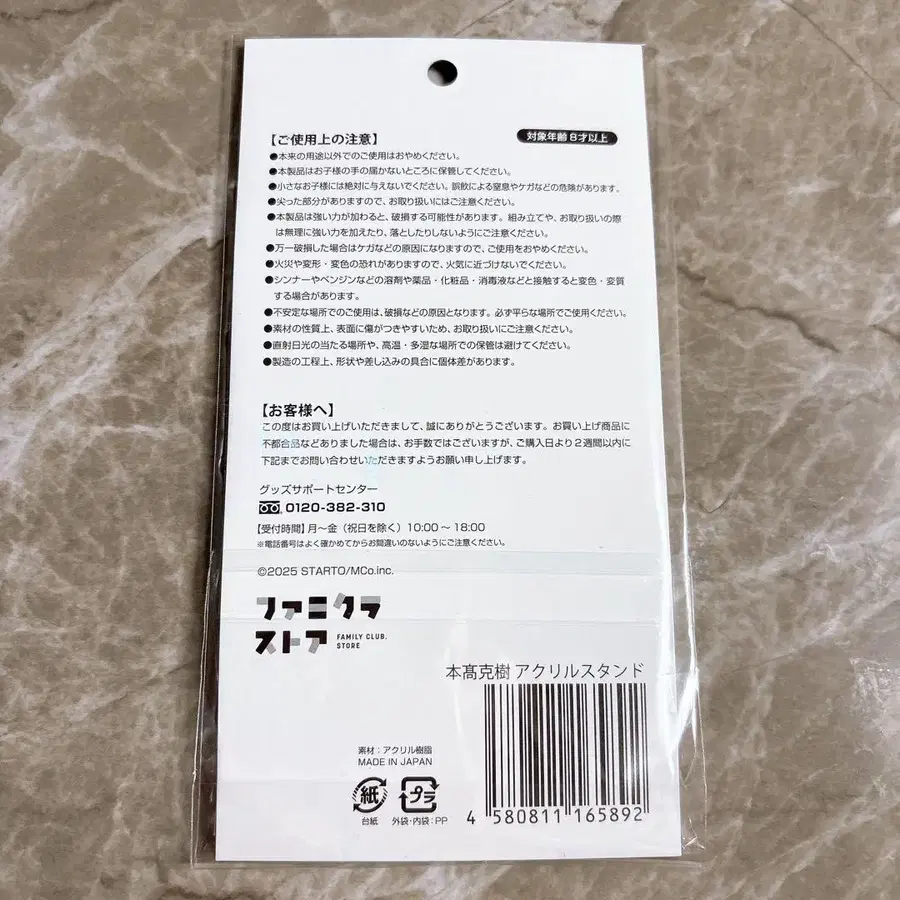 【ご使用上の注意】
対象年齢8才以上
●本来の用途以外でのご使用はおやめください。
●本製品はお子様の手の届かないところに保管してください。
●小さなお子様には絶対に与えないでください。誤飲による窒息やケガなどの危険があります。
●尖った部分がありますので、お取り扱いにはご注意ください。
●本製品は強い力が加わると、破損する可能性があります。組み立てや、お取り扱いの際
は無理に強い力を加えたり、落としたりしないようにご注意ください。
●万一破損した場合はケガなどの原因になりますので、ご使用をおやめください。
●火災や変形・変色の恐れがありますので、火気に近づけないでください。
●シンナーやベンジンなどの溶剤や薬品・化粧品・消毒液などと接触すると変色・変質
する場合があります。
●不安定な場所でのご使用は、破損などの原因となります。必ず平らな場所でご使用ください。
●素材の性質上、表面に傷がつきやすいため、お取り扱いにご注意ください。
●直射日光の当たる場所や、高温・多湿な場所での保管は避けてください。
●製造の工程上、形状や差し込みの具合に個体差があります。
【お客様へ】
この度はお買い上げいただきまして、誠にありがとうございます。お買い上げ商品に
不都合品などありました場合は、お手数ではございますが、ご購入日より2週間以内に
下記までお問い合わせいただきますようお願い申し上げます。
グッズサポートセンター
0120-382-310
【受付時間】月〜金（祝日を除く）10:00〜18:00
※電話番号はよく確かめてからお間違いのないようにご注意ください。
©2025 STARTO/MCo.inc.
ファミクラ
ストア
FAMILY CLUB.
STORE
本髙克樹 アクリルスタンド
素材：アクリル樹脂
MADE IN JAPAN
紙
プラ
台紙
外袋・内袋：PP
4 580811 165892